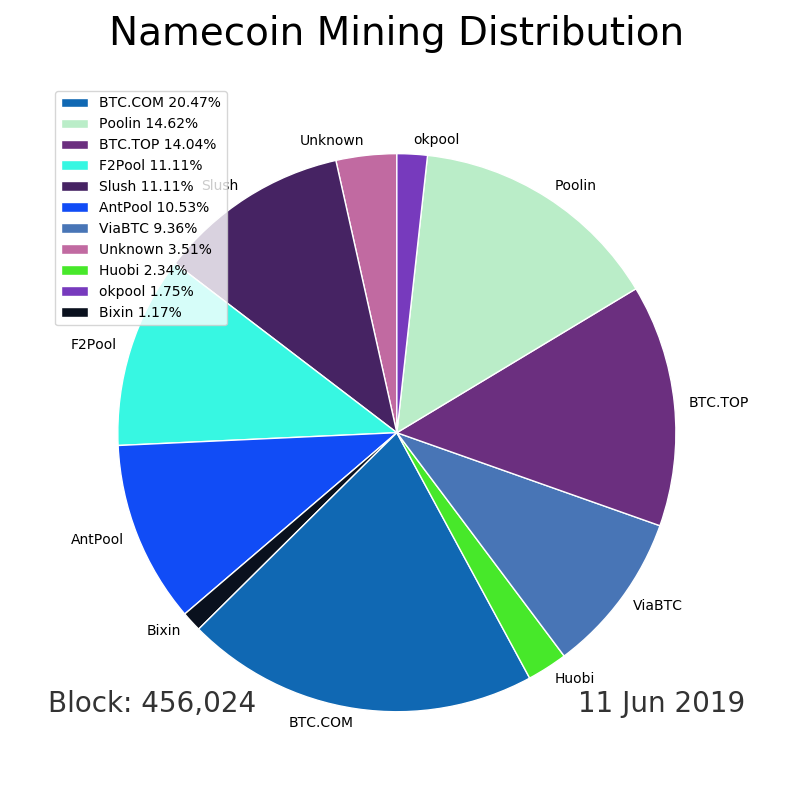 Namecoin Mining Distribution
BTC.COM 20.47%
Poolin 14.62%
BTC.TOP 14.04%
F2Pool 11.11%
Slush 11.11%
AntPool 10.53%
ViaBTC 9.36%
Unknown 3.51%
Huobi 2.34%
okpool 1.75%
Bixin 1.17%
Unknown
okpool
Slush
Poolin
F2Pool
BTC.TOP
AntPool
ViaBTC
Bixin
Huobi
BTC.COM
Block: 456,024
11 Jun 2019